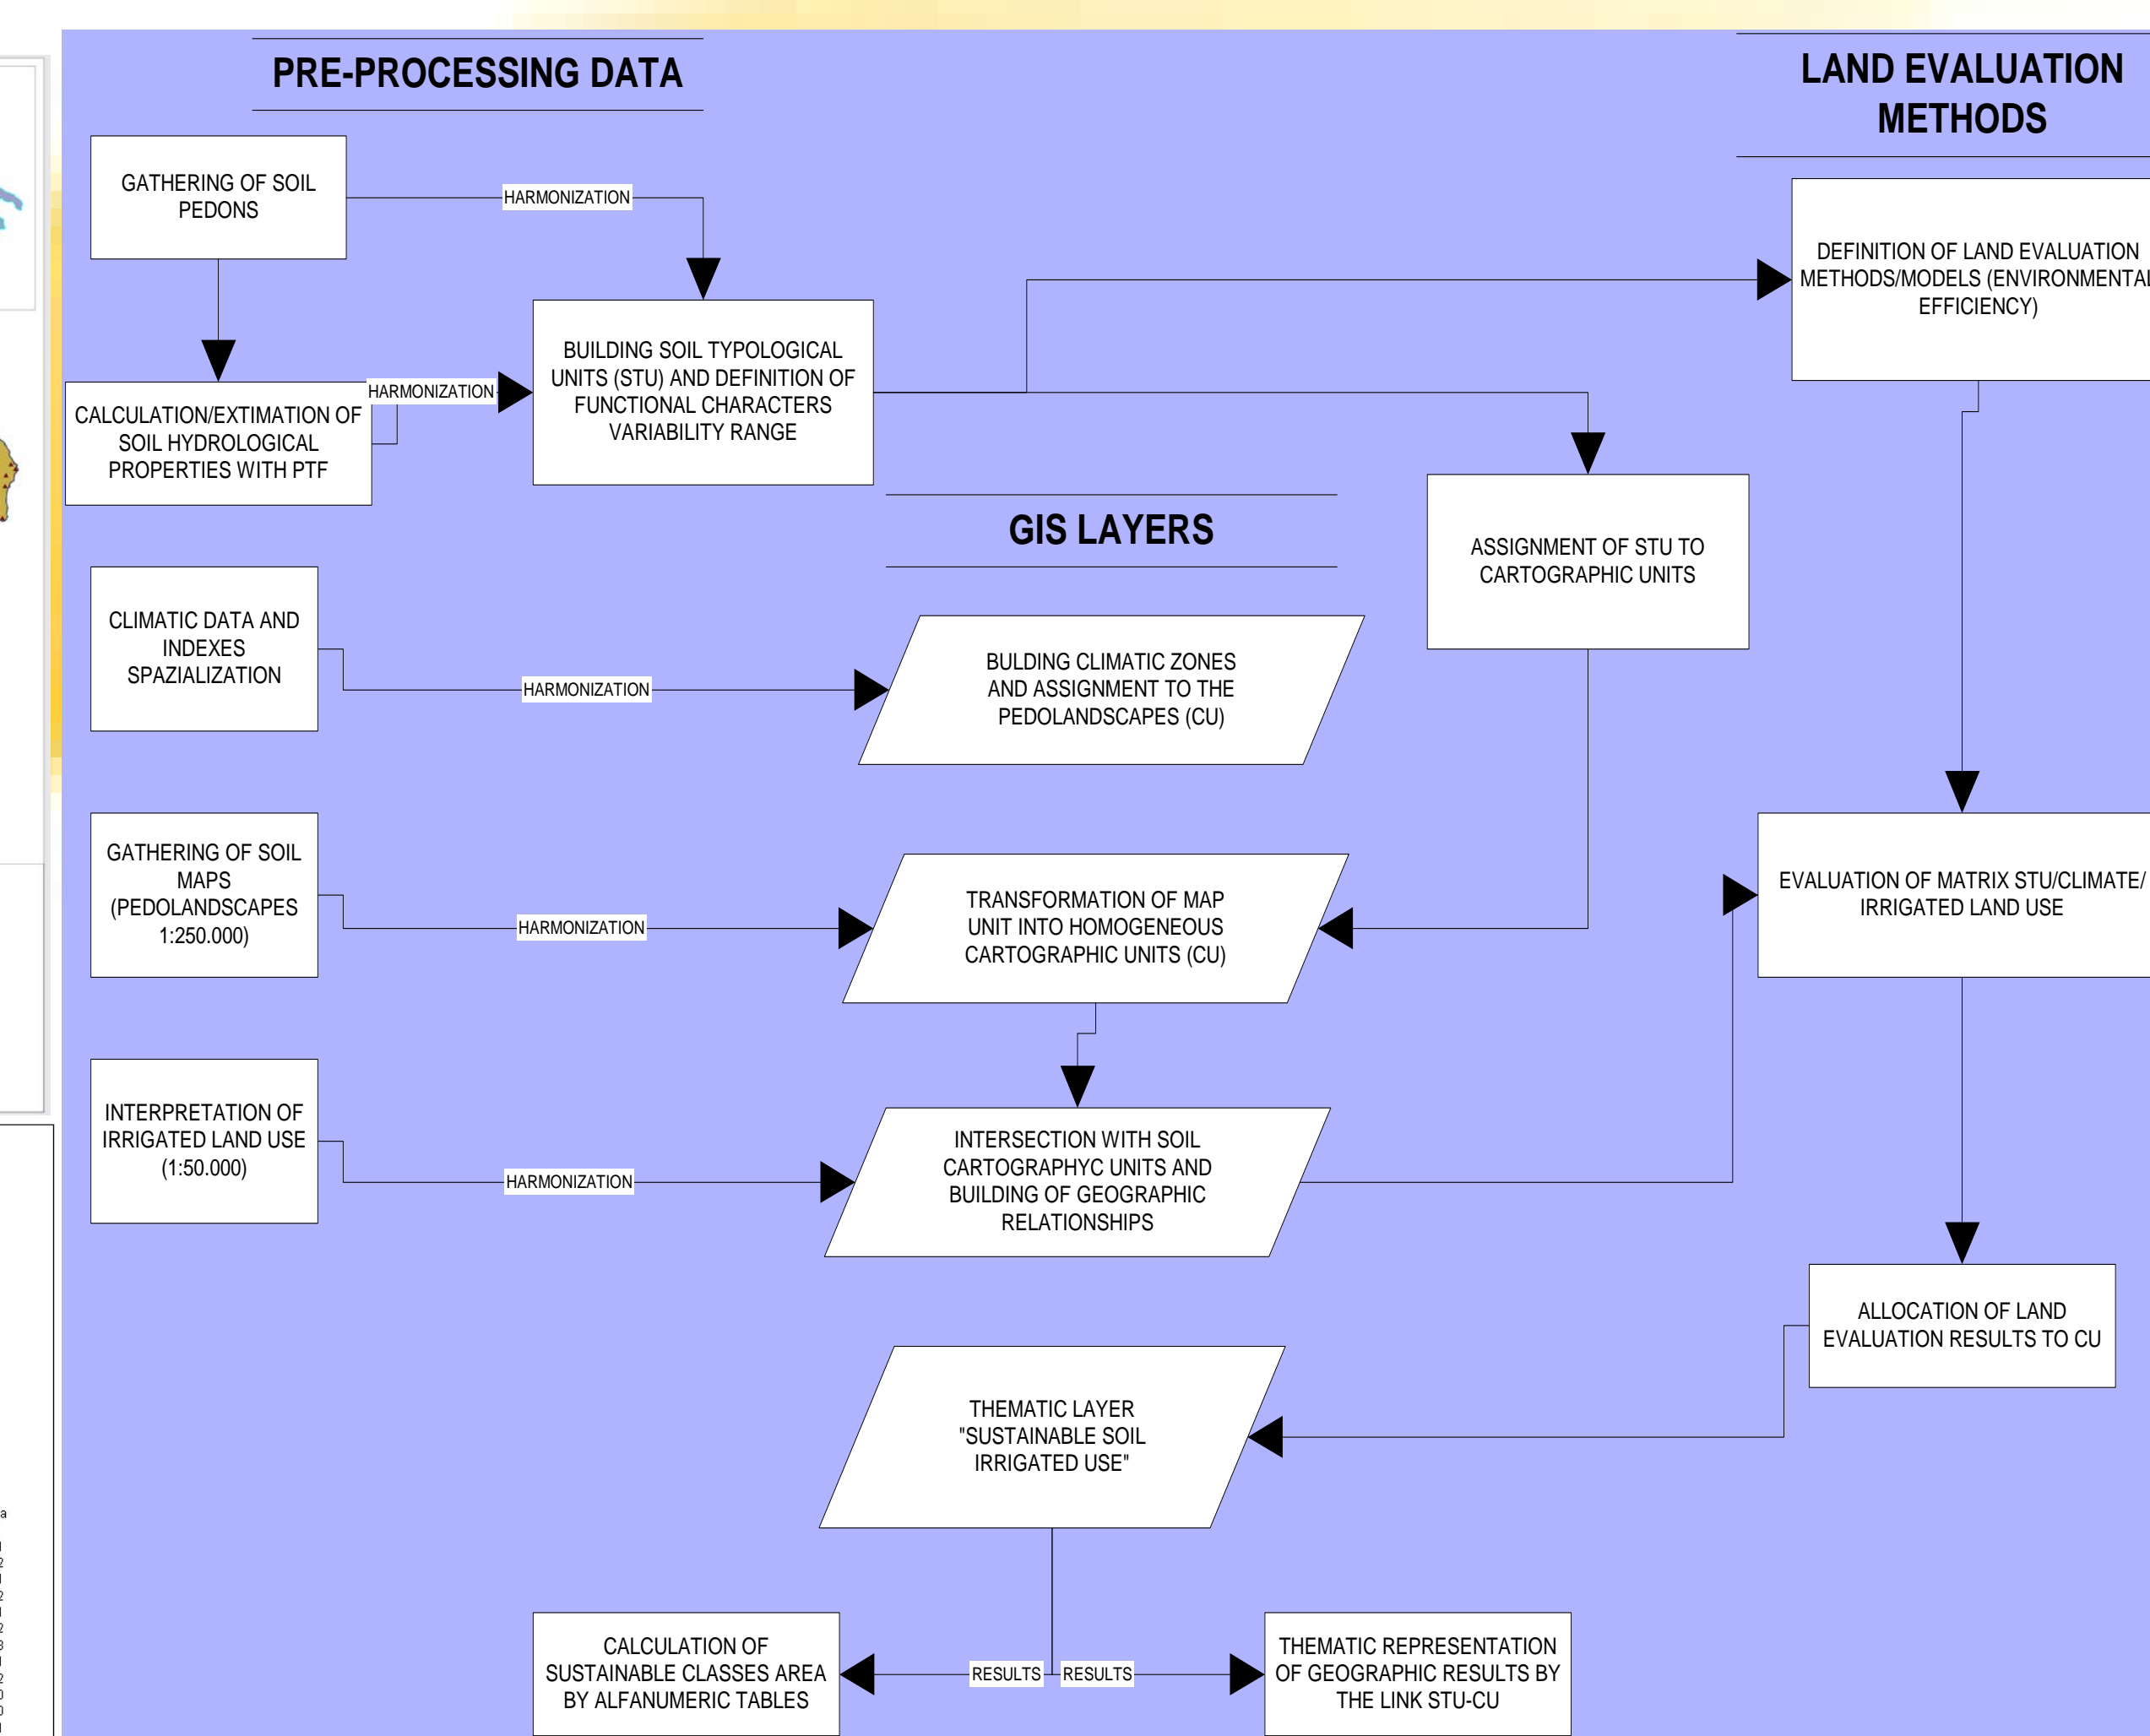 PRE-PROCESSING DATA
LAND EVALUATION
METHODS
GATHERING OF SOIL
PEDONS
HARMONIZATION
DEFINITION OF LAND EVALUATION
METHODS/MODELS (ENVIRONMENTAL
EFFICIENCY)
BUILDING SOIL TYPOLOGICAL
UNITS (STU) AND DEFINITION OF
FUNCTIONAL CHARACTERS
VARIABILITY RANGE
HARMONIZATION
CALCULATION/EXTIMATION OF
SOIL HYDROLOGICAL
PROPERTIES WITH PTF
GIS LAYERS
ASSIGNMENT OF STU TO
CARTOGRAPHIC UNITS
CLIMATIC DATA AND
INDEXES
SPAZIALIZATION
HARMONIZATION
BULDING CLIMATIC ZONES
AND ASSIGNMENT TO THE
PEDOLANDSCAPES (CU)
GATHERING OF SOIL
MAPS
(PEDOLANDSCAPES
1:250.000)
HARMONIZATION
TRANSFORMATION OF MAP
UNIT INTO HOMOGENEOUS
CARTOGRAPHIC UNITS (CU)
EVALUATION OF MATRIX STU/CLIMATE/
IRRIGATED LAND USE
INTERPRETATION OF
IRRIGATED LAND USE
(1:50.000)
HARMONIZATION
INTERSECTION WITH SOIL
CARTOGRAPHYC UNITS AND
BUILDING OF GEOGRAPHIC
RELATIONSHIPS
ALLOCATION OF LAND
EVALUATION RESULTS TO CU
THEMATIC LAYER
"SUSTAINABLE SOIL
IRRIGATED USE"
CALCULATION OF
SUSTAINABLE CLASSES AREA
BY ALFANUMERIC TABLES
RESULTS
RESULTS
THEMATIC REPRESENTATION
OF GEOGRAPHIC RESULTS BY
THE LINK STU-CU